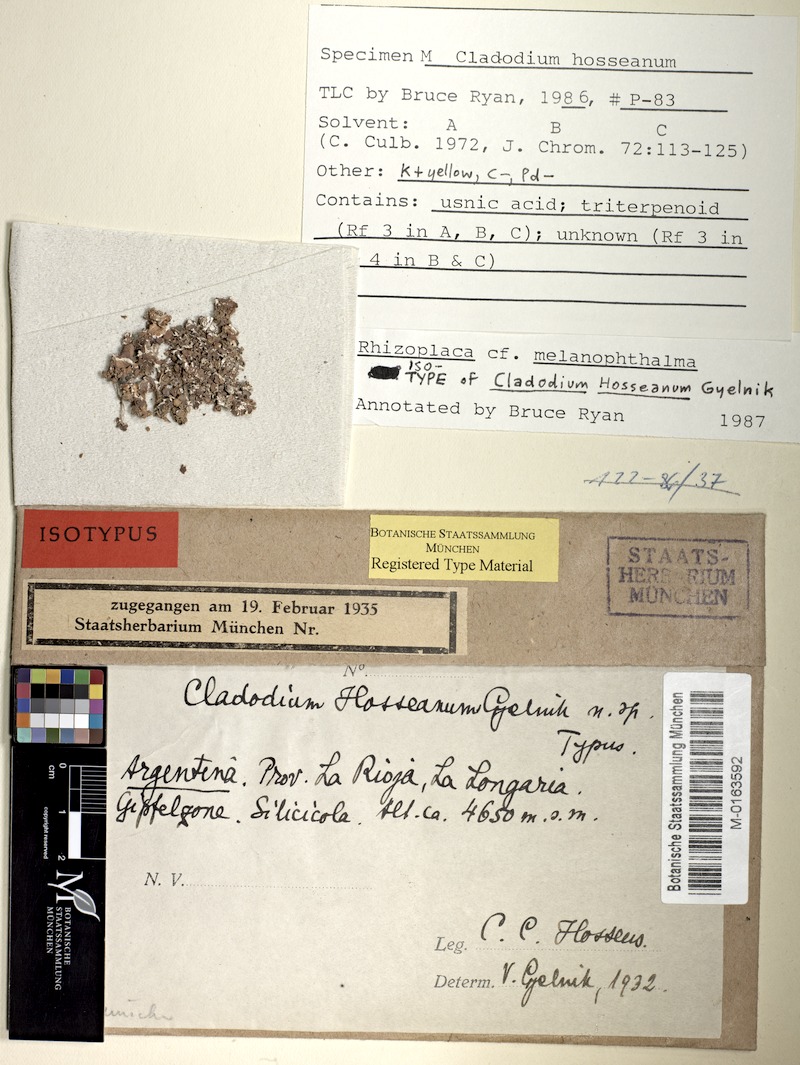 Specimen M Cladodium hosseanum
TLC by Bruce Ryan, 1986, # P-83
Solvent: A B C
(C. Culb. 1972, J. Chrom. 72:113-125)
Other: K+yellow, C-, Pd-
Contains: usnic acid; triterpenoid
(Rf 3 in A, B, C); unknown (Rf 3 in
4 in B & C)
Rhizoplaca cf. melanophthalma
ISO-
TYPE of Cladodium Hosseanum Gyelnik
Annotated by Bruce Ryan 1987
ISOTYPUS
BOTANISCHE STAATSSAMMLUNG
MÜNCHEN
Registered Type Material
STAATS-
HERBARIUM
MÜNCHEN
zugegangen am 19. Februar 1935
Staatsherbarium München Nr.
No.
Cladodium Hosseanum Gyelnik n. sp.
Typus.
Argentina. Prov. La Rioja, La Longaria.
Gipfelzone. Silicicola. Alt. ca. 4650 m. s. m.
N. V.
Leg. C. C. Hosseus.
Determ. V. Gyelnik, 1932.
Botanische Staatssammlung München
M-0163592
cm
0
1
2
copyright reserved
BOTANISCHE
STAATSSAMMLUNG
MÜNCHEN